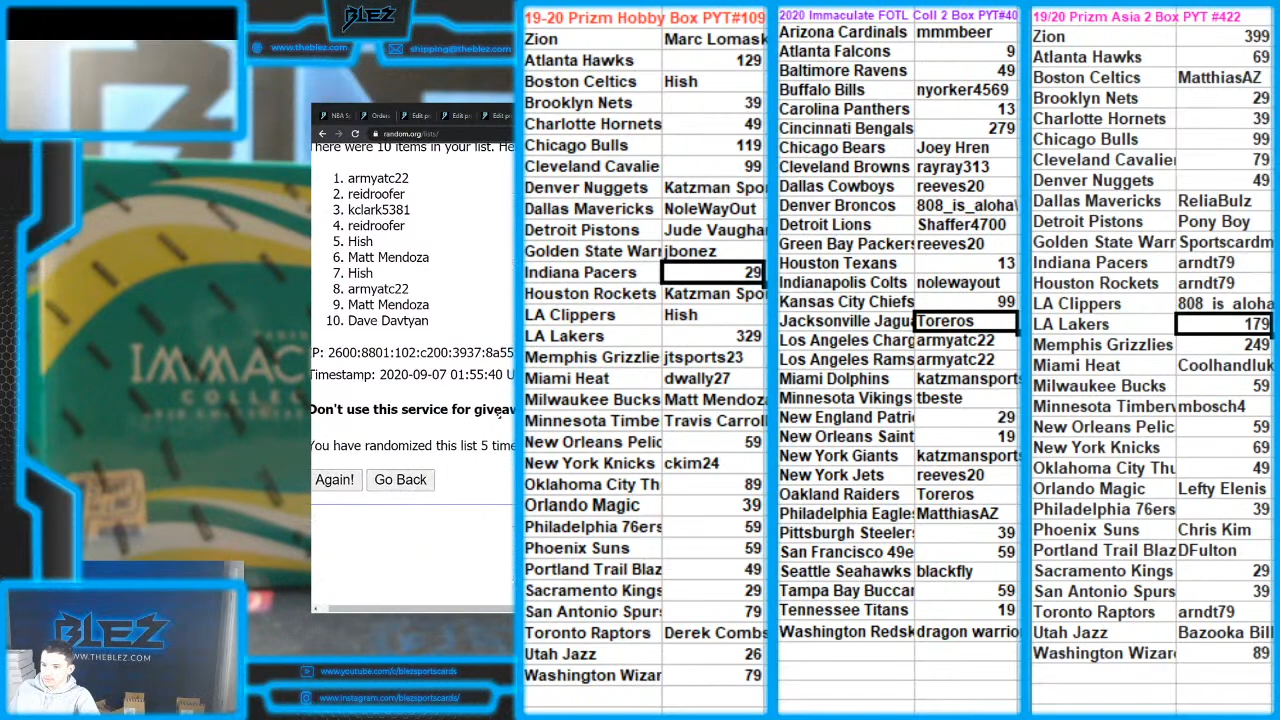 BLEZ
www.theblez.com
shipping@theblez.com
NBA S
Orders
Edit p
Edit pr
Edit pr
random.org/lists/
There were 10 items in your list. He
1. armyatc22
2. reidroofer
3. kclark5381
4. reidroofer
5. Hish
6. Matt Mendoza
7. Hish
8. armyatc22
9. Matt Mendoza
10. Dave Davtyan
P: 2600:8801:102:c200:3937:8a55
Timestamp: 2020-09-07 01:55:40 U
Don't use this service for giveaw
You have randomized this list 5 time
Again! Go Back
IMMAC
COLLEC
BLEZ
WWW.THEBLEZ.COM
www.youtube.com/c/blezsportscards
www.instagram.com/blezsportscards/
19-20 Prizm Hobby Box PYT#109
Zion Marc Lomask
Atlanta Hawks 129
Boston Celtics Hish
Brooklyn Nets 39
Charlotte Hornets 49
Chicago Bulls 119
Cleveland Cavalie 99
Denver Nuggets Katzman Spo
Dallas Mavericks NoleWayOut
Detroit Pistons Jude Vaugha
Golden State Warr jbonez
Indiana Pacers 29
Houston Rockets Katzman Spo
LA Clippers Hish
LA Lakers 329
Memphis Grizzlie jtsports23
Miami Heat dwally27
Milwaukee Bucks Matt Mendoza
Minnesota Timbe Travis Carroll
New Orleans Pelic 59
New York Knicks ckim24
Oklahoma City Th 89
Orlando Magic 39
Philadelphia 76ers 59
Phoenix Suns 59
Portland Trail Blaz 49
Sacramento Kings 29
San Antonio Spurs 79
Toronto Raptors Derek Combs
Utah Jazz 26
Washington Wizar 79
2020 Immaculate FOTL Coll 2 Box PYT#40
Arizona Cardinals mmmbeer
Atlanta Falcons 9
Baltimore Ravens 49
Buffalo Bills nyorker4569
Carolina Panthers 13
Cincinnati Bengals 279
Chicago Bears Joey Hren
Cleveland Browns rayray313
Dallas Cowboys reeves20
Denver Broncos 808_is_aloha
Detroit Lions Shaffer4700
Green Bay Packers reeves20
Houston Texans 13
Indianapolis Colts nolewayout
Kansas City Chiefs 99
Jacksonville Jagua Toreros
Los Angeles Charg armyatc22
Los Angeles Rams armyatc22
Miami Dolphins katzmansports
Minnesota Vikings tbeste
New England Patri 29
New Orleans Saint 19
New York Giants katzmansports
New York Jets reeves20
Oakland Raiders Toreros
Philadelphia Eagles MatthiasAZ
Pittsburgh Steelers 39
San Francisco 49e 59
Seattle Seahawks blackfly
Tampa Bay Buccar 59
Tennessee Titans 19
Washington Redsk dragon warrio
19/20 Prizm Asia 2 Box PYT #422
Zion 399
Atlanta Hawks 69
Boston Celtics MatthiasAZ
Brooklyn Nets 29
Charlotte Hornets 39
Chicago Bulls 99
Cleveland Cavalier 79
Denver Nuggets 49
Dallas Mavericks ReliaBulz
Detroit Pistons Pony Boy
Golden State Warr Sportscardm
Indiana Pacers arndt79
Houston Rockets arndt79
LA Clippers 808_is_aloha
LA Lakers 179
Memphis Grizzlies 249
Miami Heat Coolhandluk
Milwaukee Bucks 59
Minnesota Timberv mbosch4
New Orleans Pelic 59
New York Knicks 69
Oklahoma City Thu 49
Orlando Magic Lefty Elenis
Philadelphia 76ers 39
Phoenix Suns Chris Kim
Portland Trail Blaz DFulton
Sacramento Kings 29
San Antonio Spurs 39
Toronto Raptors arndt79
Utah Jazz Bazooka Bill
Washington Wizar 89